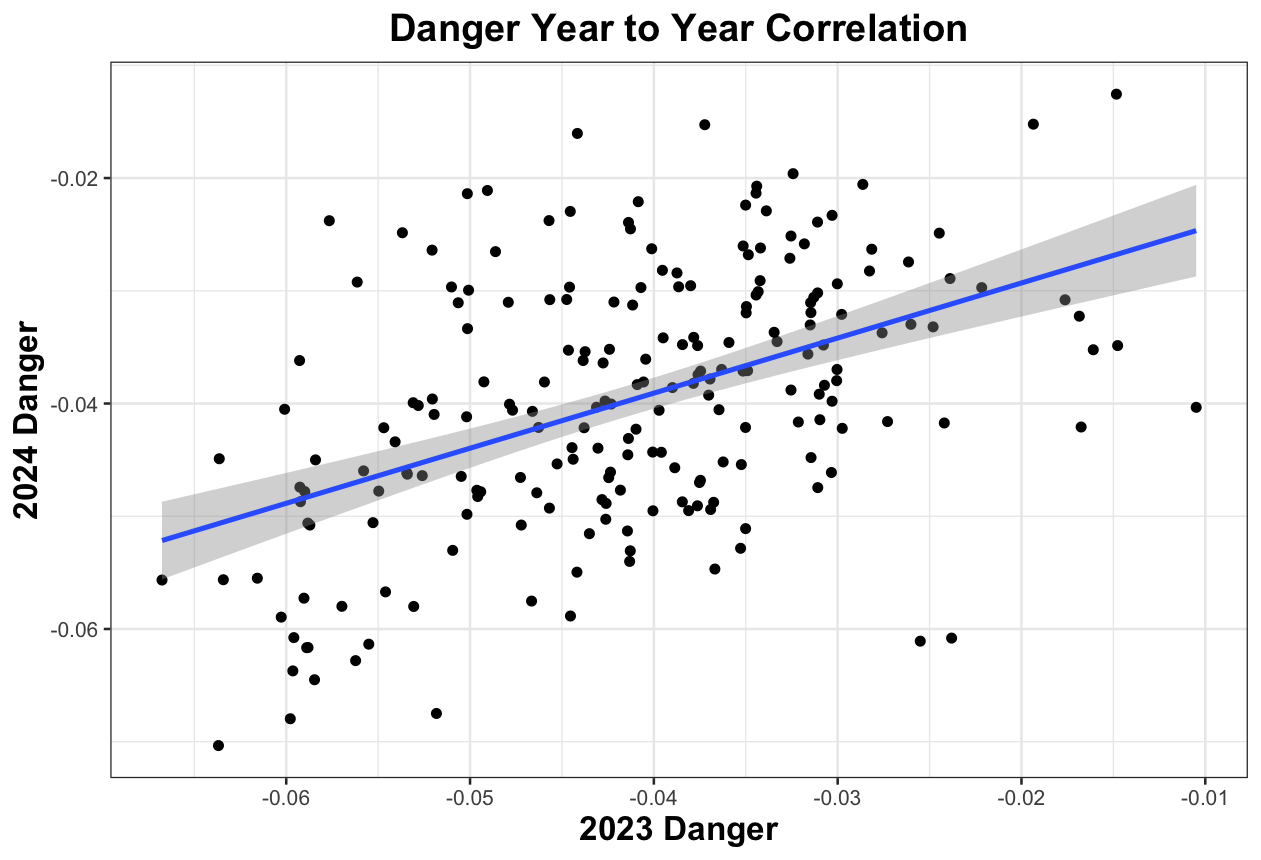 Danger Year to Year Correlation
2024 Danger
-0.02
-0.04
-0.06
-0.06 -0.05 -0.04 -0.03 -0.02 -0.01
2023 Danger